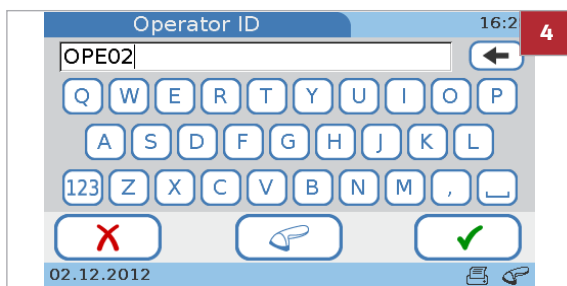 Operator ID 16:2
4
OPE02
Q W E R T Y U I O P
A S D F G H J K L
123 Z X C V B N M ,
02.12.2012